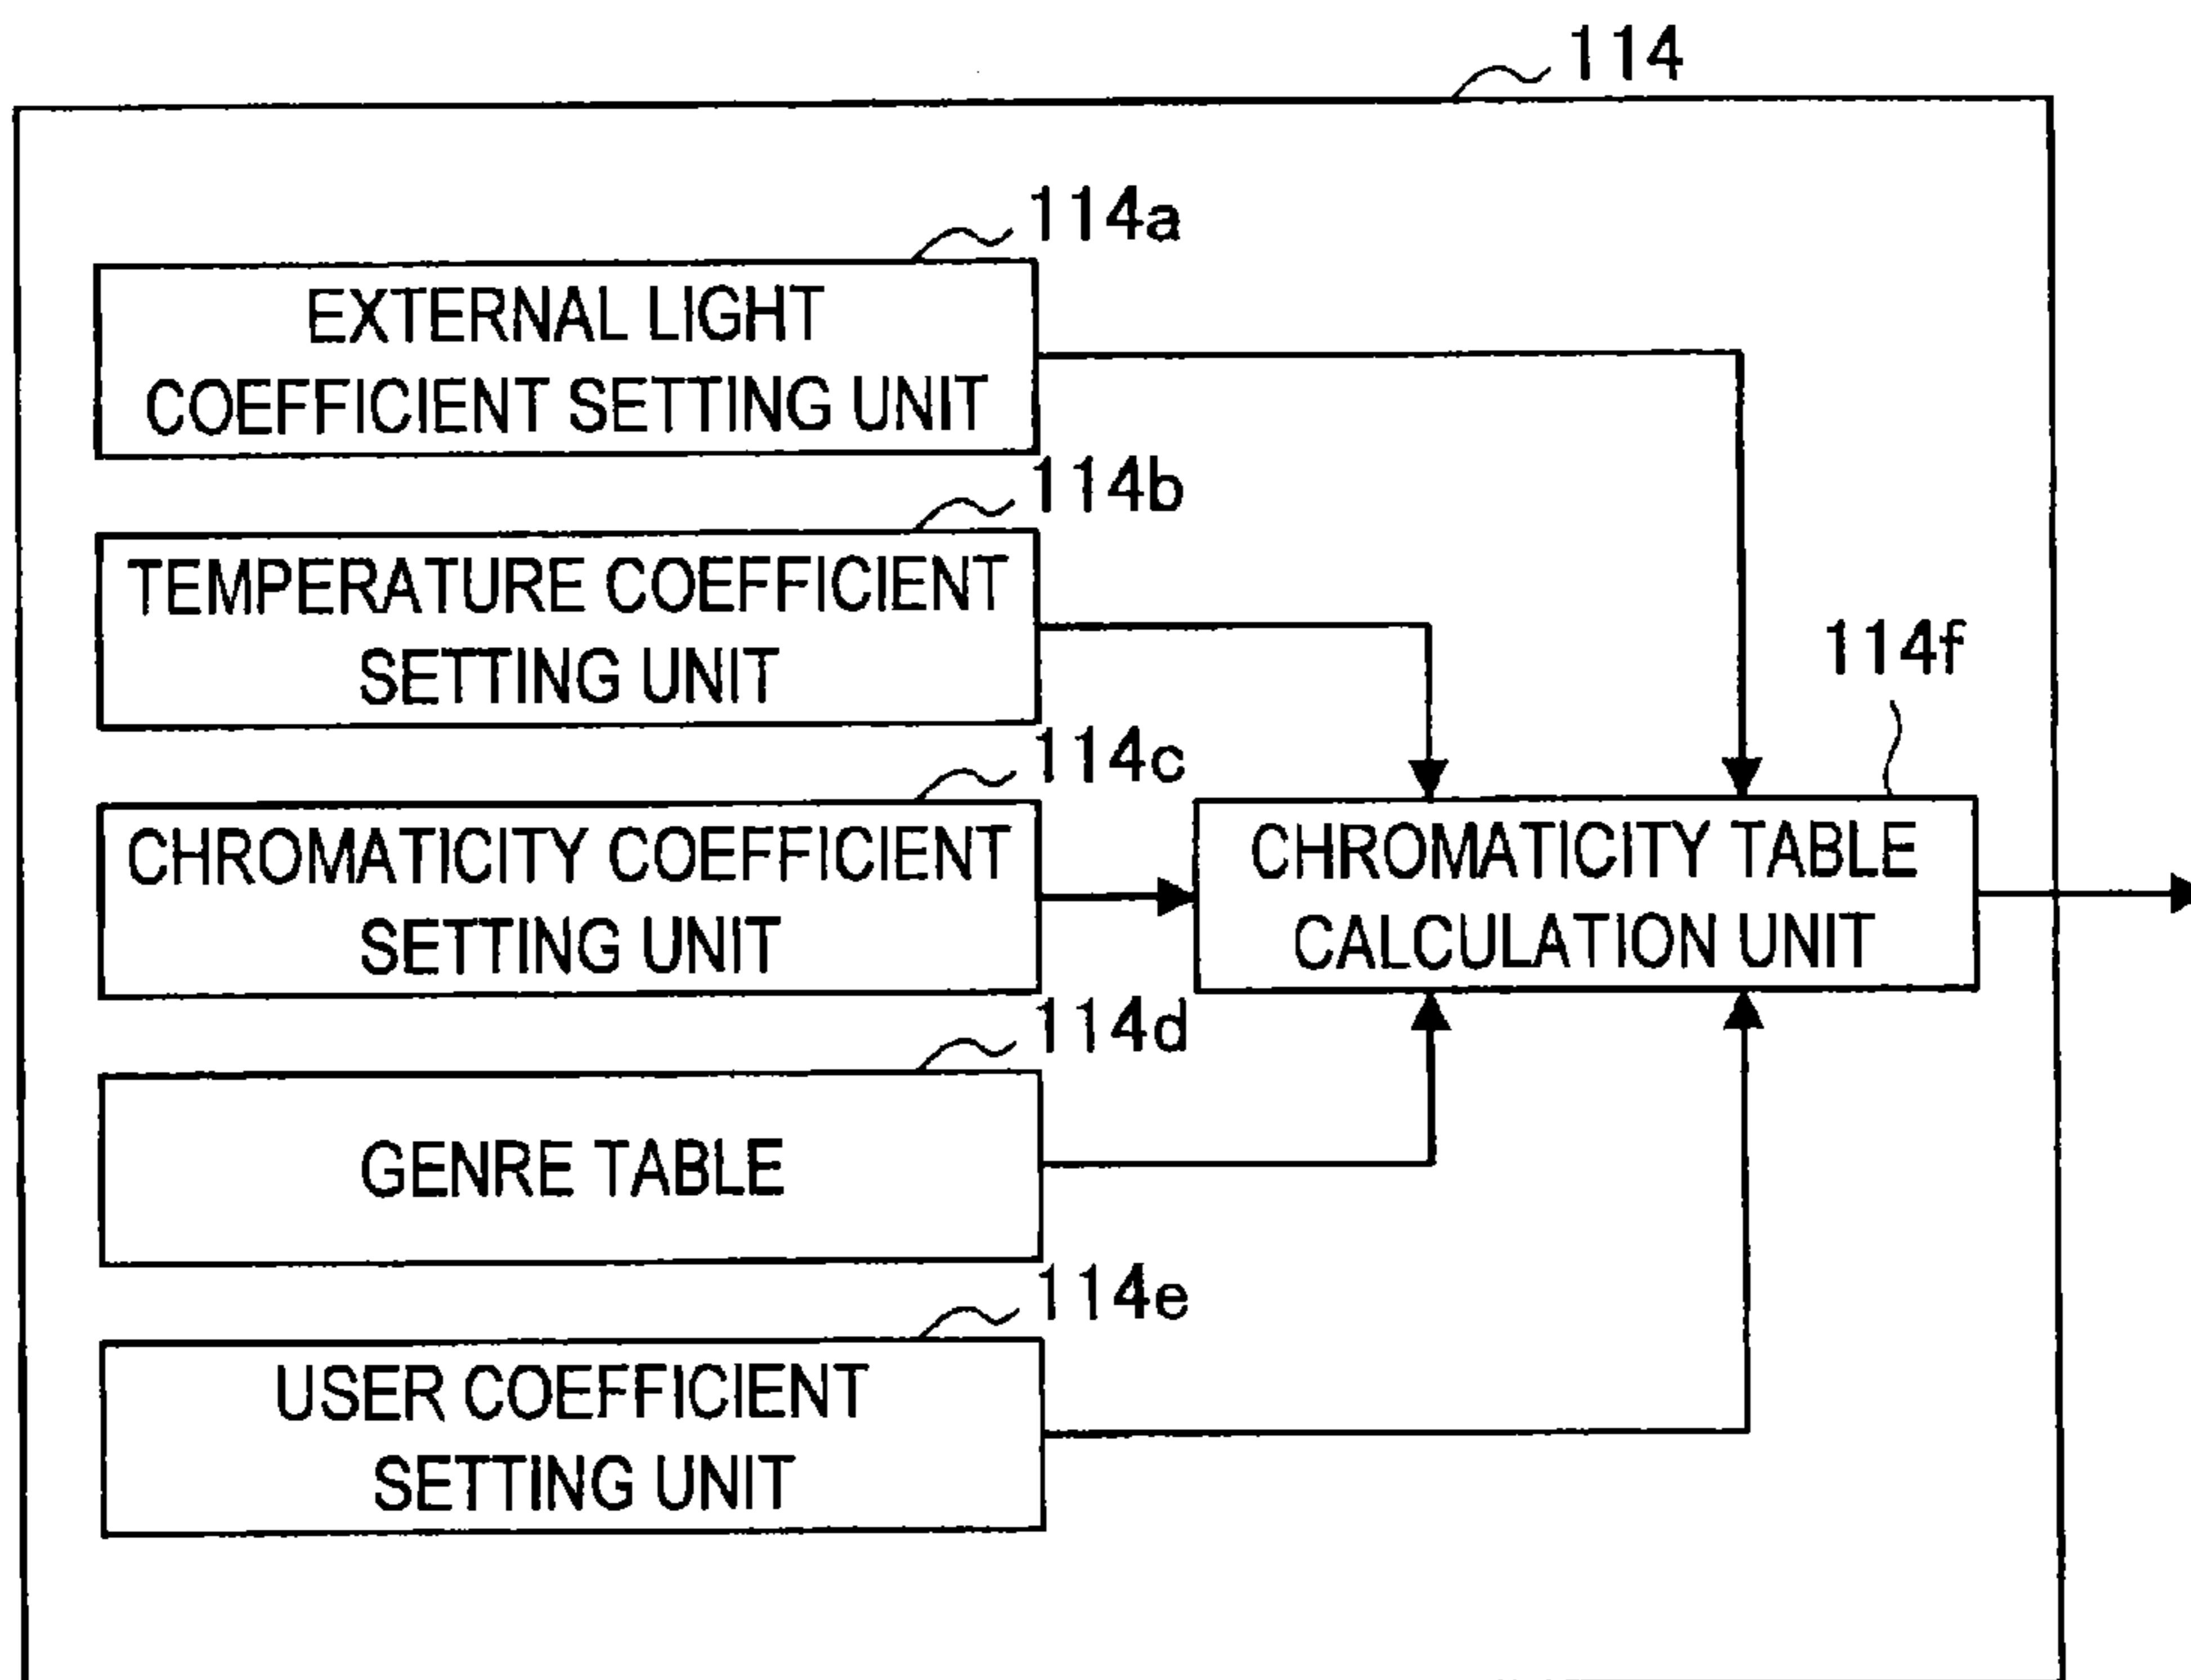 114
114a
EXTERNAL LIGHT
COEFFICIENT SETTING UNIT
114b
TEMPERATURE COEFFICIENT
SETTING UNIT
114c
CHROMATICITY COEFFICIENT
SETTING UNIT
114f
CHROMATICITY TABLE
CALCULATION UNIT
114d
GENRE TABLE
114e
USER COEFFICIENT
SETTING UNIT